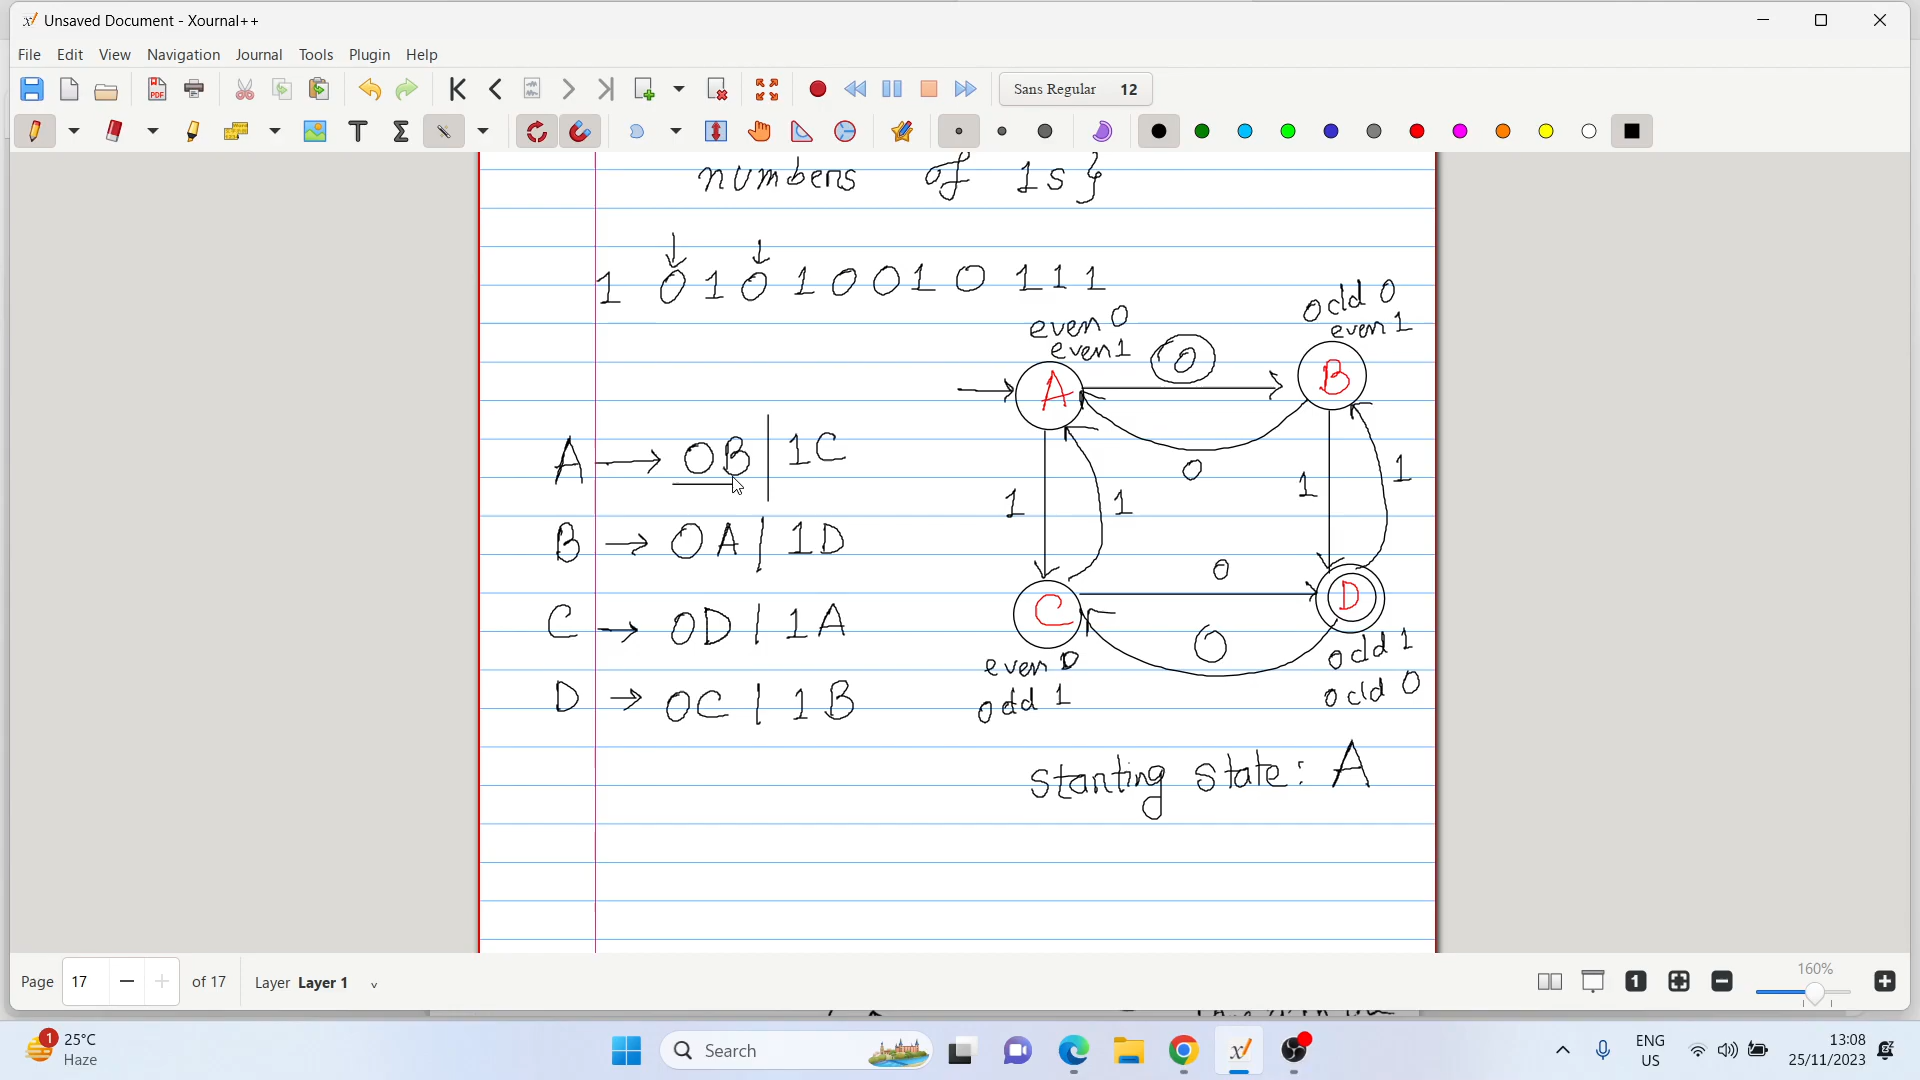 Unsaved Document - Xournal++
File Edit View Navigation Journal Tools Plugin Help
Sans Regular 12
numbers of 1s}
1 0 1 0 1 0 0 1 0 1 1 1
even 0
even 1
odd 0
even 1
0
A
B
0
1
1
1
1
A → 0B | 1C
B → 0A | 1D
C → 0D | 1A
D → 0C | 1B
0
C
D
0
even 0
odd 1
odd 1
odd 0
starting state: A
Page 17 of 17 Layer Layer 1
160%
1
25°C
Haze
Search
ENG
US
13:08
25/11/2023